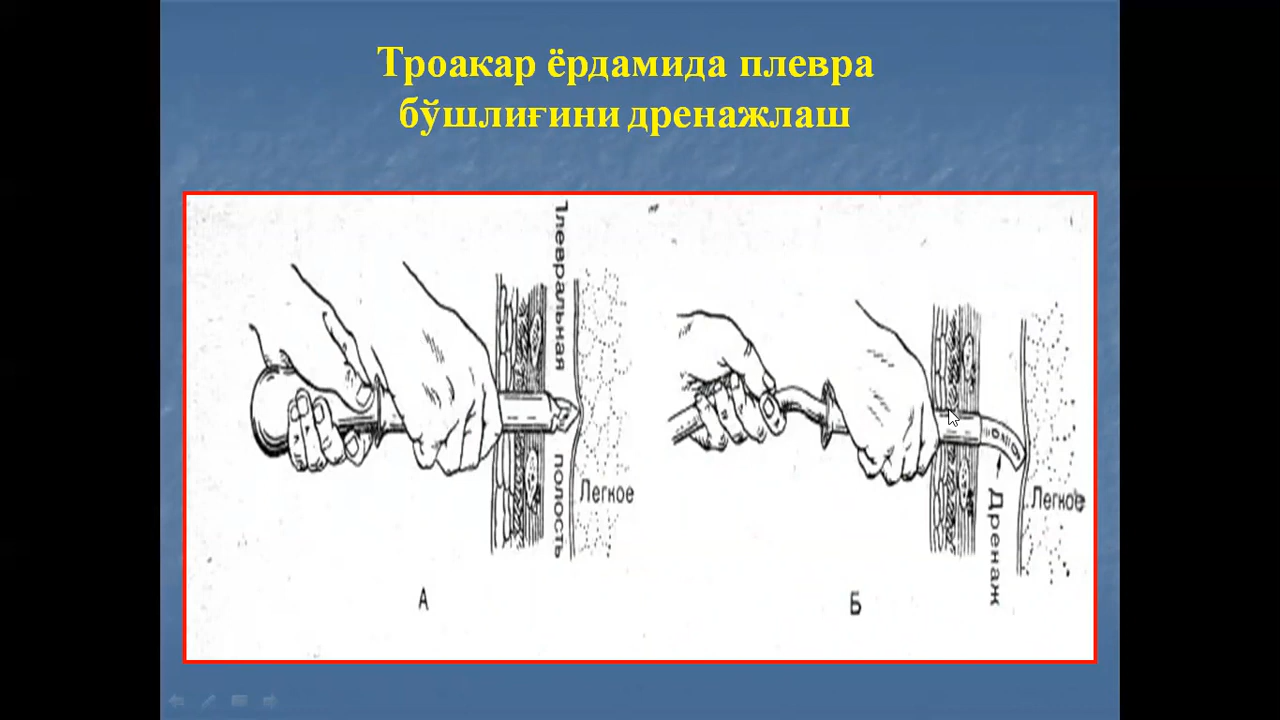 Троакар ёрдамида плевра
бўшлиғини дренажлаш
Плевральная
полость
Легкое
А
Дренаж
Легкое
Б